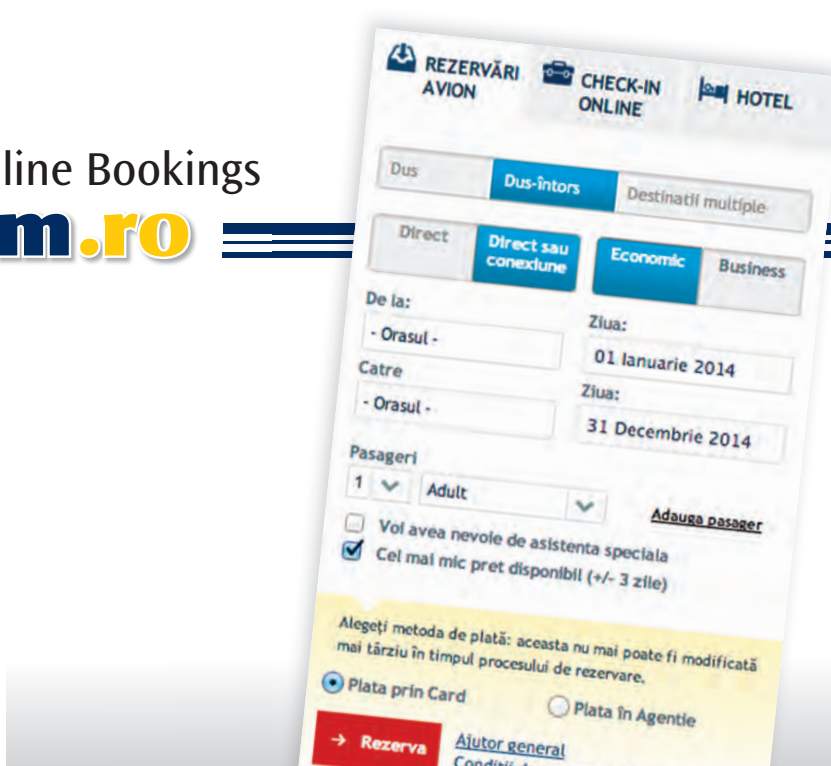 line Bookings
m.ro
REZERVĂRI
AVION
CHECK-IN
ONLINE
HOTEL
Dus
Dus-întors
Destinatii multiple
Direct
Direct sau
conexiune
Economic
Business
De la:
Ziua:
- Orasul -
01 Ianuarie 2014
Catre
Ziua:
- Orasul -
31 Decembrie 2014
Pasageri
1
Adult
Adauga pasager
Voi avea nevoie de asistenta speciala
Cel mai mic pret disponibil (+/- 3 zile)
Alegeți metoda de plată: aceasta nu mai poate fi modificată
mai târziu în timpul procesului de rezervare.
Plata prin Card
Plata în Agentie
→ Rezerva
Ajutor general